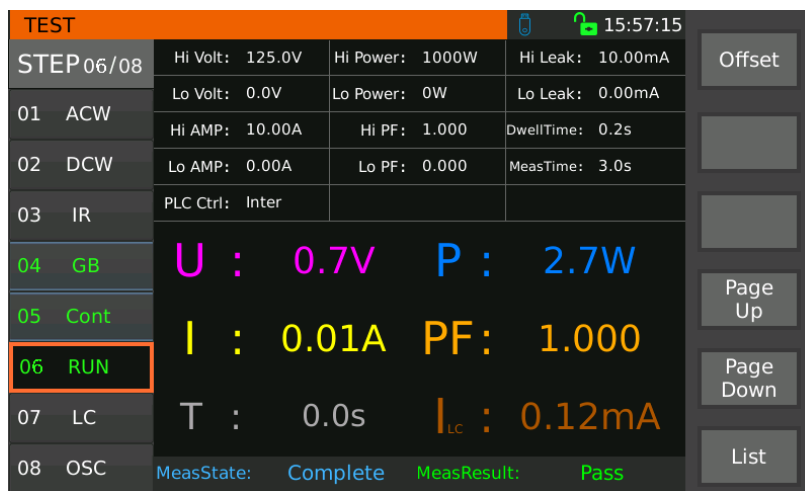 TEST 15:57:15
STEP 06/08
01 ACW
02 DCW
03 IR
04 GB
05 Cont
06 RUN
07 LC
08 OSC
Hi Volt: 125.0V Hi Power: 1000W Hi Leak: 10.00mA
Lo Volt: 0.0V Lo Power: 0W Lo Leak: 0.00mA
Hi AMP: 10.00A Hi PF: 1.000 DwellTime: 0.2s
Lo AMP: 0.00A Lo PF: 0.000 MeasTime: 3.0s
PLC Ctrl: Inter
U : 0.7V P : 2.7W
I : 0.01A PF: 1.000
T : 0.0s ILC : 0.12mA
MeasState: Complete MeasResult: Pass
Offset
Page
Up
Page
Down
List